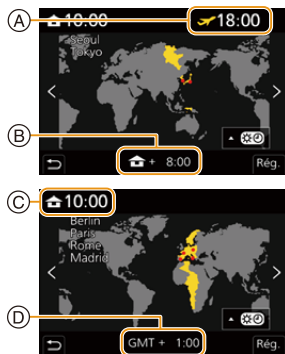 A
10:00
18:00
Seoul
Tokyo
B
+ 8:00
Rég.
C
10:00
Berlin
Paris
Rome
Madrid
D
GMT + 1:00
Rég.